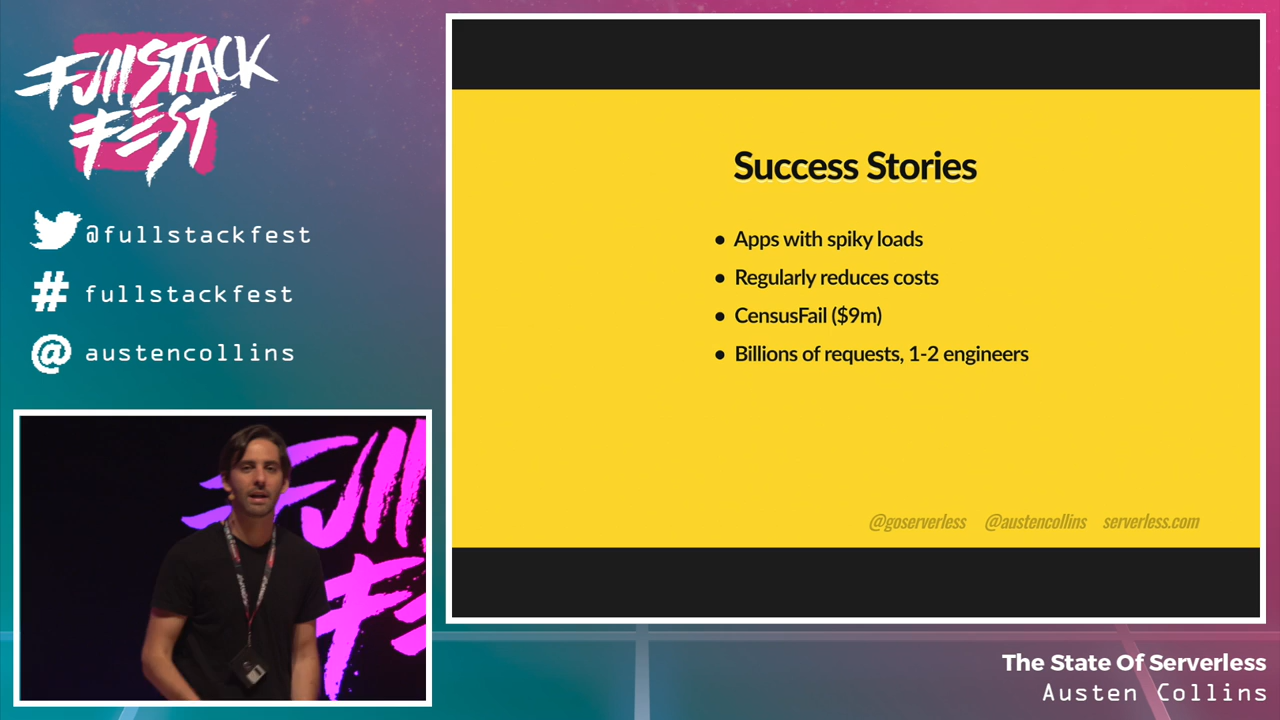 FullSTACK
FEST
@fullstackfest
# fullstackfest
@ austencollins
Success Stories
• Apps with spiky loads
• Regularly reduces costs
• CensusFail ($9m)
• Billions of requests, 1-2 engineers
@goserverless @austencollins serverless.com
The State Of Serverless
Austen Collins